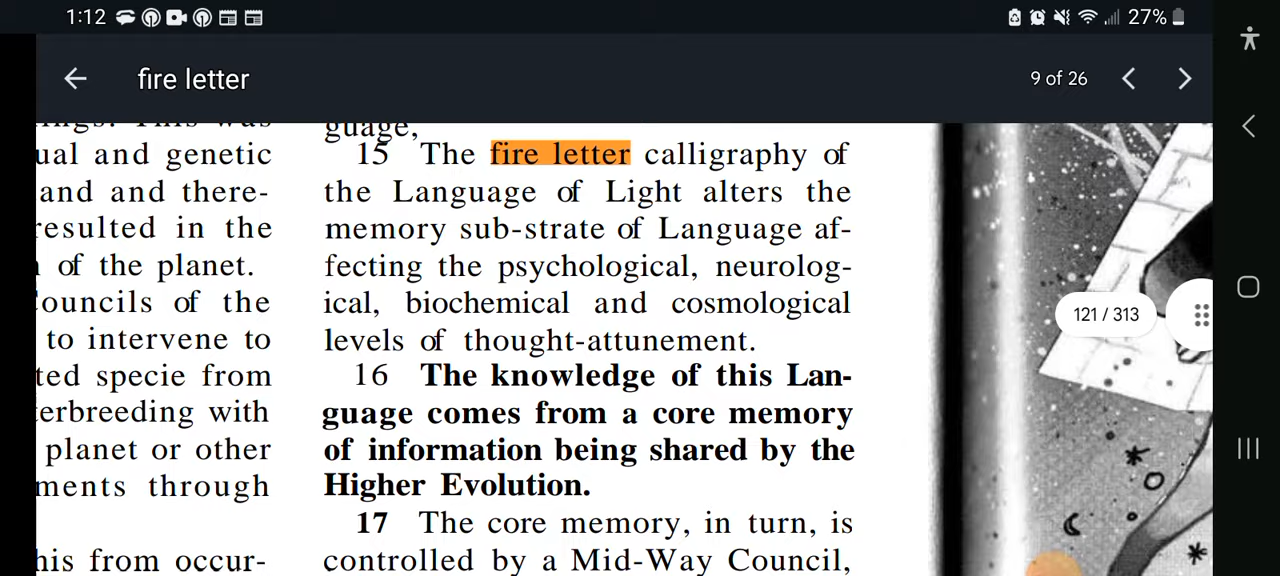 1:12
27%
fire letter
9 of 26
ual and genetic
and and there-
resulted in the
of the planet.
ouncils of the
to intervene to
ted specie from
erbreeding with
planet or other
ments through
his from occur-
guage,
15 The fire letter calligraphy of
the Language of Light alters the
memory sub-strate of Language af-
fecting the psychological, neurolog-
ical, biochemical and cosmological
levels of thought-attunement.
16 The knowledge of this Lan-
guage comes from a core memory
of information being shared by the
Higher Evolution.
17 The core memory, in turn, is
controlled by a Mid-Way Council,
121 / 313